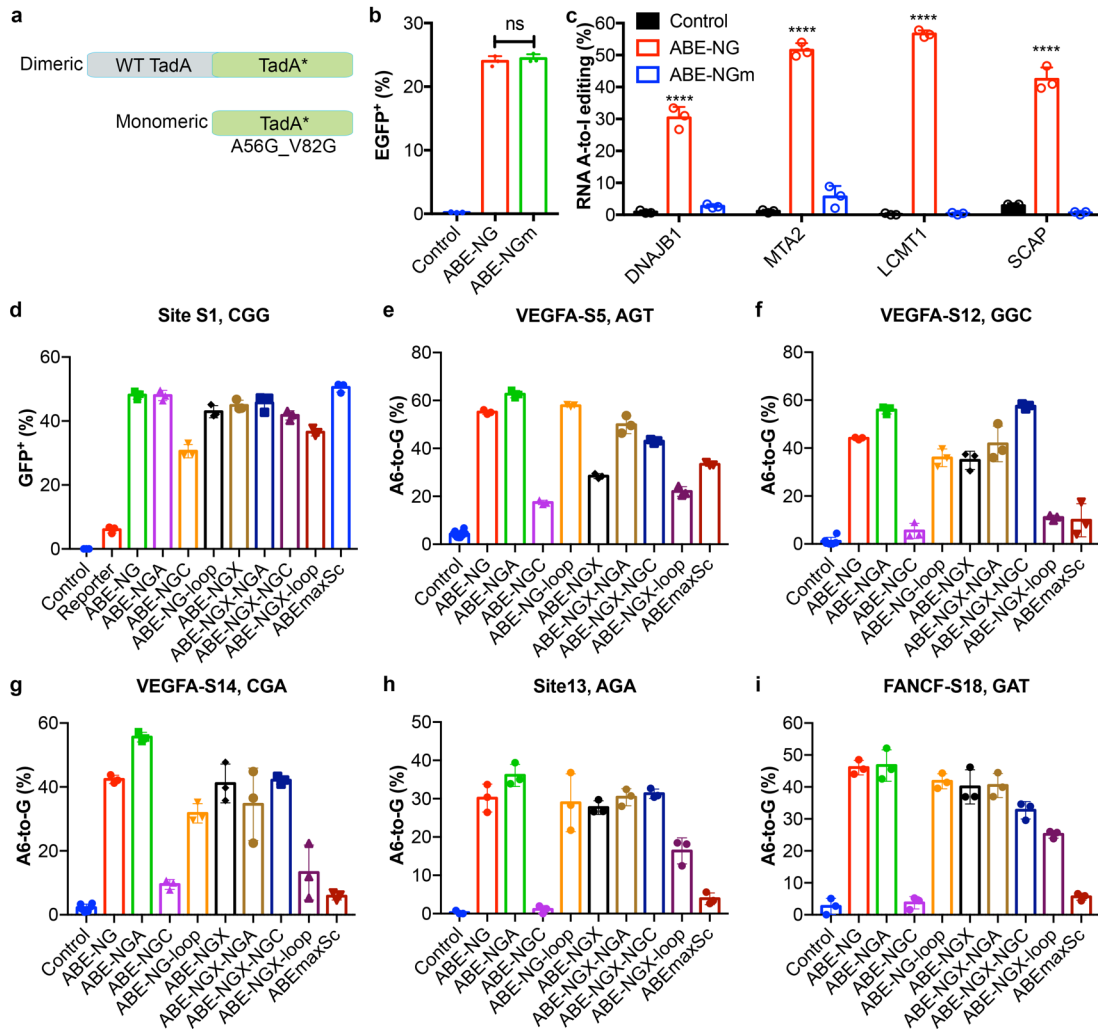 a
Dimeric WT TadA TadA*
Monomeric TadA*
A56G_V82G
b
ns
EGFP+ (%)
30
20
10
0
Control
ABE-NG
ABE-NGm
c
Control
ABE-NG
ABE-NGm
RNA A-to-I editing (%)
60
50
40
30
20
10
0
****
****
****
****
DNAJB1
MTA2
LCMT1
SCAP
d
Site S1, CGG
GFP+ (%)
60
40
20
0
Control
Reporter
ABE-NG
ABE-NGA
ABE-NGC
ABE-NG-loop
ABE-NGX
ABE-NGX-NGA
ABE-NGX-NGC
ABE-NGX-loop
ABEmaxSc
e
VEGFA-S5, AGT
A6-to-G (%)
80
60
40
20
0
Control
ABE-NG
ABE-NGA
ABE-NGC
ABE-NG-loop
ABE-NGX
ABE-NGX-NGA
ABE-NGX-NGC
ABE-NGX-loop
ABEmaxSc
f
VEGFA-S12, GGC
A6-to-G (%)
80
60
40
20
0
Control
ABE-NG
ABE-NGA
ABE-NGC
ABE-NG-loop
ABE-NGX
ABE-NGX-NGA
ABE-NGX-NGC
ABE-NGX-loop
ABEmaxSc
g
VEGFA-S14, CGA
A6-to-G (%)
60
40
20
0
Control
ABE-NG
ABE-NGA
ABE-NGC
ABE-NG-loop
ABE-NGX
ABE-NGX-NGA
ABE-NGX-NGC
ABE-NGX-loop
ABEmaxSc
h
Site13, AGA
A6-to-G (%)
50
40
30
20
10
0
Control
ABE-NG
ABE-NGA
ABE-NGC
ABE-NG-loop
ABE-NGX
ABE-NGX-NGA
ABE-NGX-NGC
ABE-NGX-loop
ABEmaxSc
i
FANCF-S18, GAT
A6-to-G (%)
60
50
40
30
20
10
0
Control
ABE-NG
ABE-NGA
ABE-NGC
ABE-NG-loop
ABE-NGX
ABE-NGX-NGA
ABE-NGX-NGC
ABE-NGX-loop
ABEmaxSc